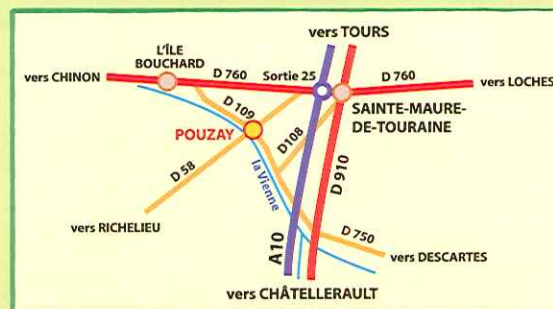 vers TOURS
L'ÎLE
BOUCHARD
vers CHINON
D 760
Sortie 25
D 760
vers LOCHES
D 109
SAINTE-MAURE-
DE-TOURAINE
POUZAY
D108
D 58
la Vienne
D 910
vers RICHELIEU
A10
D 750
vers DESCARTES
vers CHÂTELLERAULT